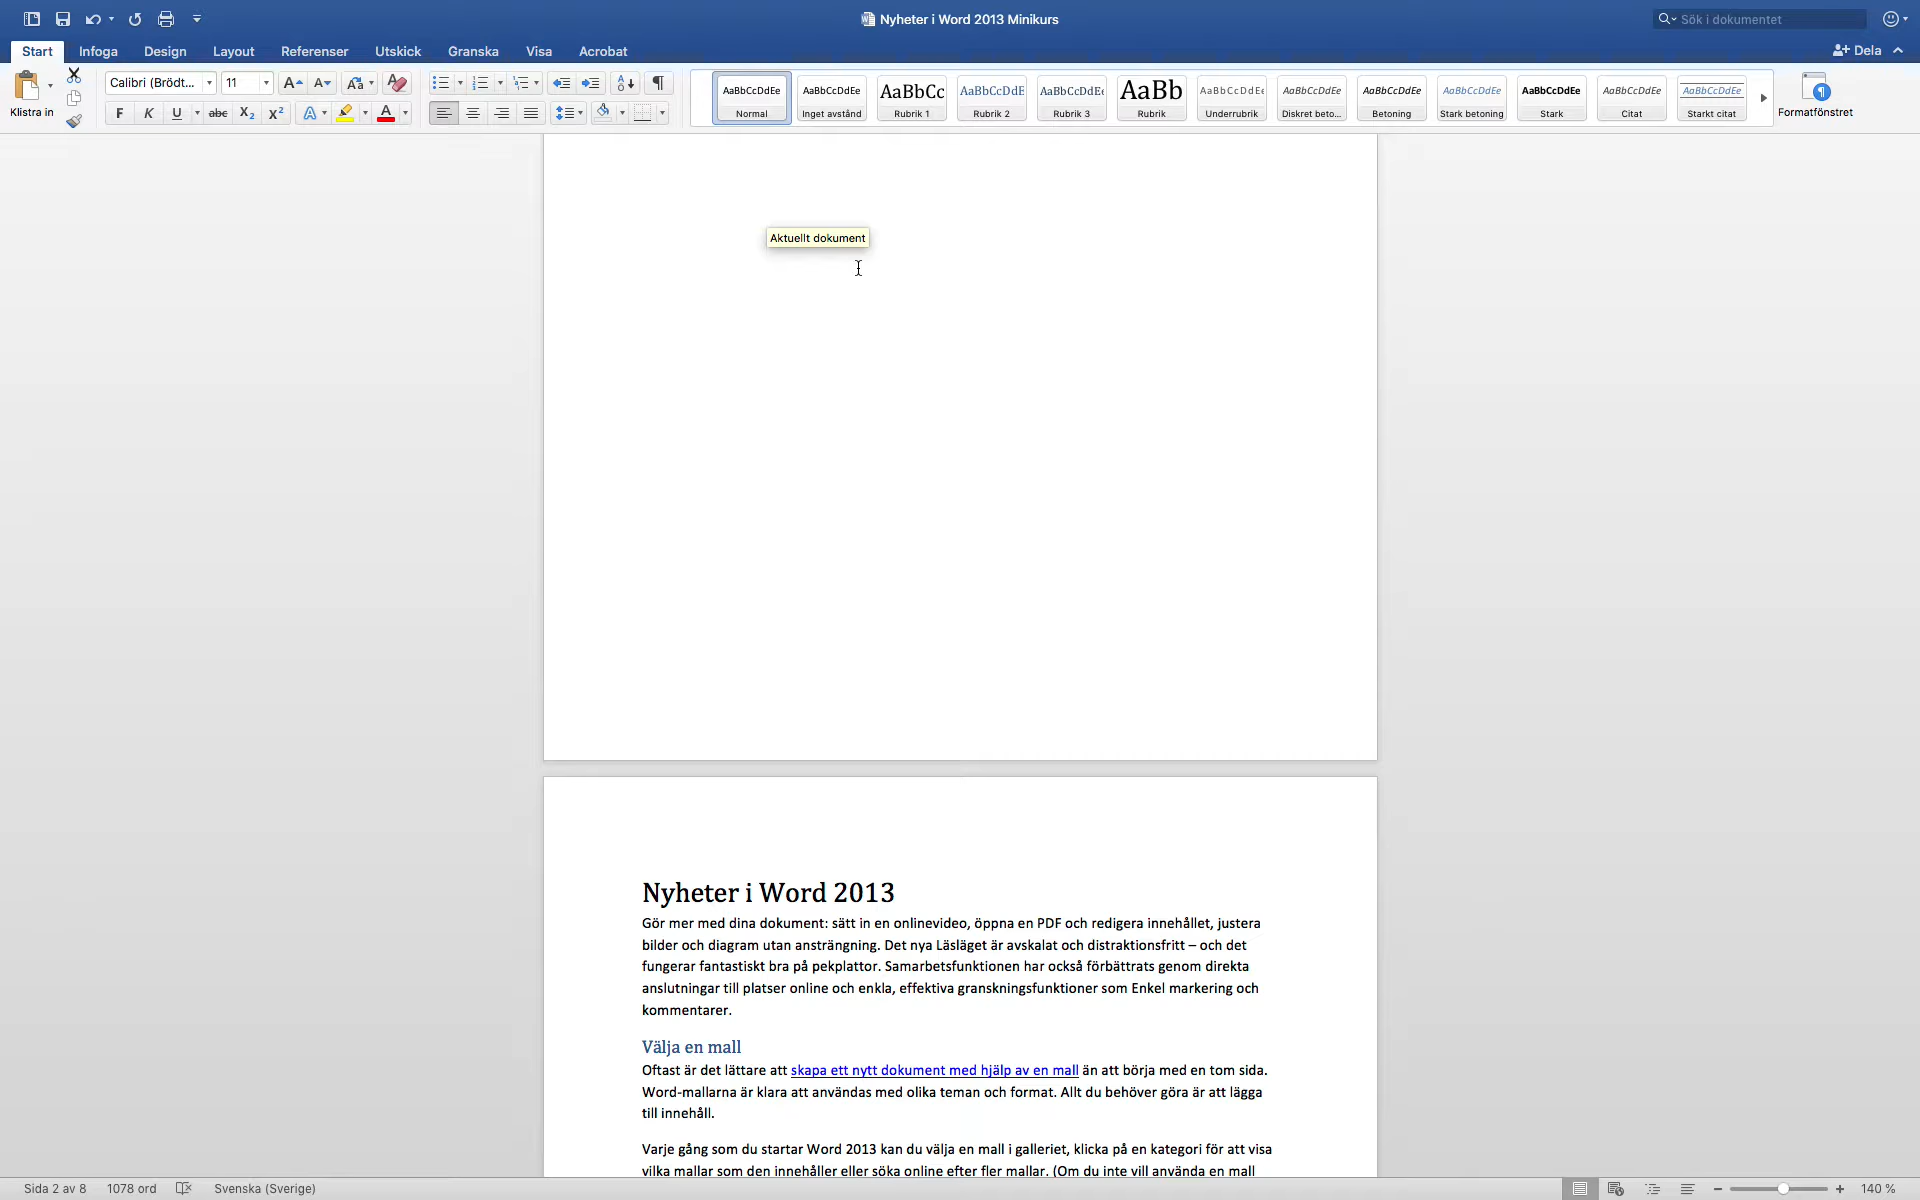 Nyheter i Word 2013 Minikurs
Sök i dokumentet
Start Infoga Design Layout Referenser Utskick Granska Visa Acrobat
Dela
Klistra in
Calibri (Brödt... 11
F K U abc X₂ X²
AaBbCcDdEe AaBbCcDdEe AaBbCc AaBbCcDdE AaBbCcDdEe AaBb AaBbCcDdEe AaBbCcDdEe AaBbCcDdEe AaBbCcDdEe AaBbCcDdEe AaBbCcDdEe AaBbCcDdEe
Normal Inget avstånd Rubrik 1 Rubrik 2 Rubrik 3 Rubrik Underrubrik Diskret beto... Betoning Stark betoning Stark Citat Starkt citat
Formatfönstret
Aktuellt dokument
Nyheter i Word 2013
Gör mer med dina dokument: sätt in en onlinevideo, öppna en PDF och redigera innehållet, justera
bilder och diagram utan ansträngning. Det nya Läsläget är avskalat och distraktionsfritt – och det
fungerar fantastiskt bra på pekplattor. Samarbetsfunktionen har också förbättrats genom direkta
anslutningar till platser online och enkla, effektiva granskningsfunktioner som Enkel markering och
kommentarer.
Välja en mall
Oftast är det lättare att skapa ett nytt dokument med hjälp av en mall än att börja med en tom sida.
Word-mallarna är klara att användas med olika teman och format. Allt du behöver göra är att lägga
till innehåll.
Varje gång som du startar Word 2013 kan du välja en mall i galleriet, klicka på en kategori för att visa
vilka mallar som den innehåller eller söka online efter fler mallar. (Om du inte vill använda en mall
Sida 2 av 8 1078 ord Svenska (Sverige)
140 %